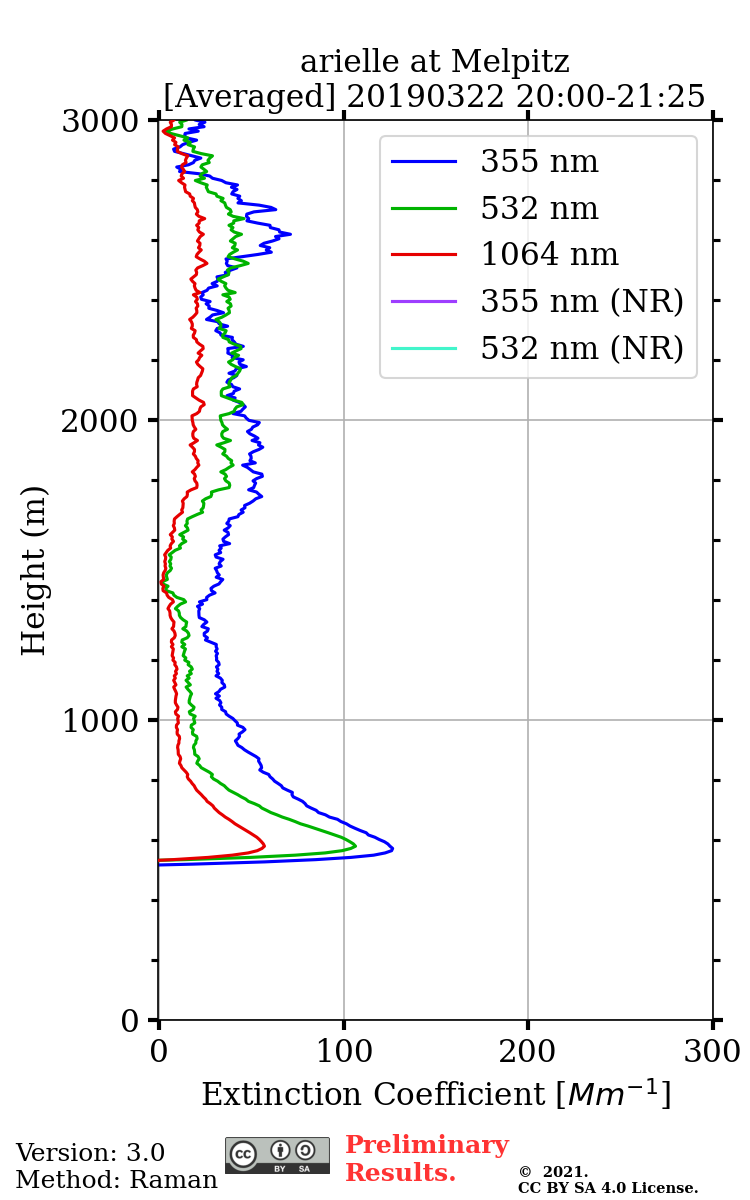 arielle at Melpitz
[Averaged] 20190322 20:00-21:25
3000
2000
1000
0
Height (m)
355 nm
532 nm
1064 nm
355 nm (NR)
532 nm (NR)
0 100 200 300
Extinction Coefficient [Mm⁻¹]
Version: 3.0
Method: Raman
cc
BY SA
Preliminary
Results.
© 2021.
CC BY SA 4.0 License.